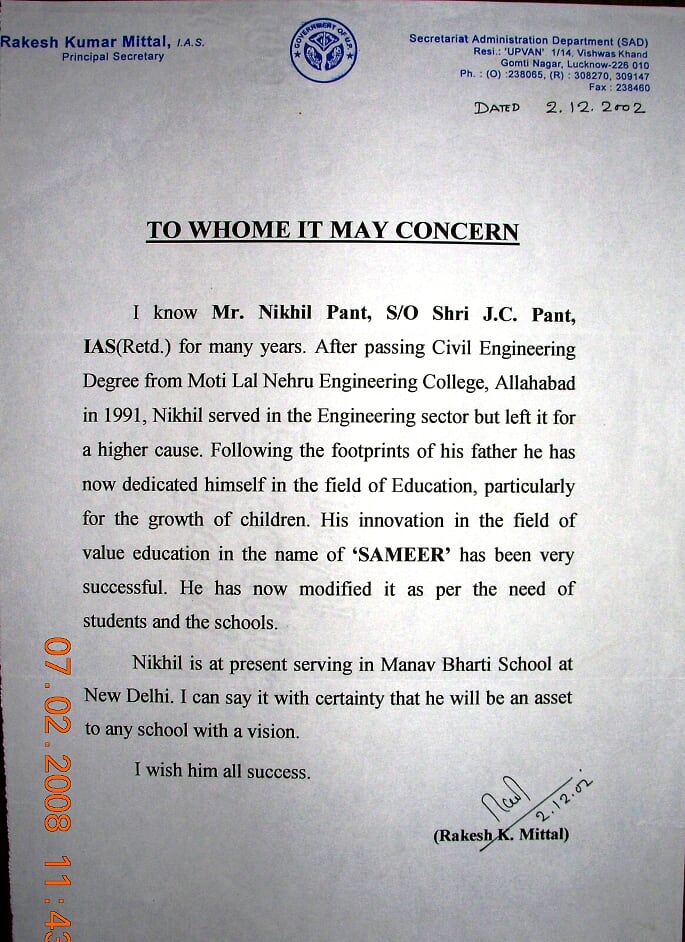 Rakesh Kumar Mittal, I.A.S.
Principal Secretary
GOVERNMENT OF U.P.
Secretariat Administration Department (SAD)
Resi.: 'UPVAN' 1/14, Vishwas Khand
Gomti Nagar, Lucknow-226 010
Ph. : (O) :238065, (R) : 308270, 309147
Fax : 238460
DATED 2.12.2002
TO WHOME IT MAY CONCERN
I know Mr. Nikhil Pant, S/O Shri J.C. Pant,
IAS(Retd.) for many years. After passing Civil Engineering
Degree from Moti Lal Nehru Engineering College, Allahabad
in 1991, Nikhil served in the Engineering sector but left it for
a higher cause. Following the footprints of his father he has
now dedicated himself in the field of Education, particularly
for the growth of children. His innovation in the field of
value education in the name of ‘SAMEER’ has been very
successful. He has now modified it as per the need of
students and the schools.
Nikhil is at present serving in Manav Bharti School at
New Delhi. I can say it with certainty that he will be an asset
to any school with a vision.
I wish him all success.
2.12.02
(Rakesh K. Mittal)
07.02.2008 11:43